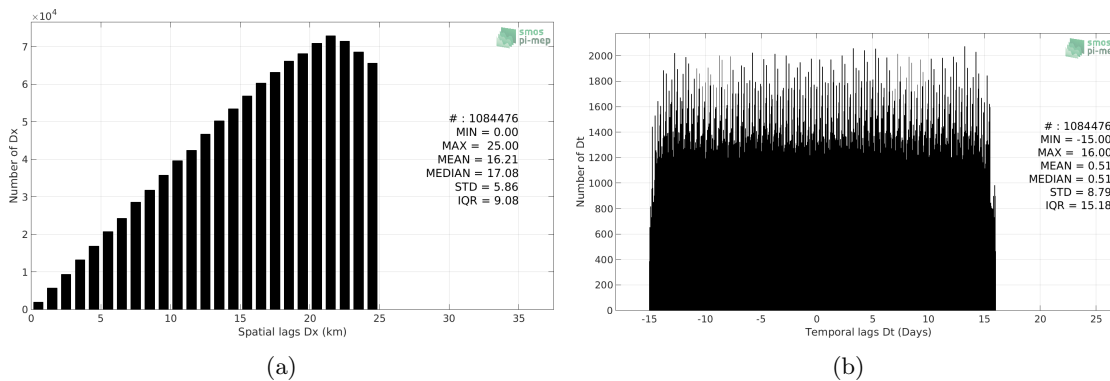 ×10⁴
7
6
5
4
3
2
1
0
Number of Dx
0 5 10 15 20 25 30 35
Spatial lags Dx (km)
smos
pi-mep
# : 1084476
MIN = 0.00
MAX = 25.00
MEAN = 16.21
MEDIAN = 17.08
STD = 5.86
IQR = 9.08
(a)
2000
1800
1600
1400
1200
1000
800
600
400
200
0
Number of Dt
-15 -10 -5 0 5 10 15 20 25
Temporal lags Dt (Days)
smos
pi-mep
# : 1084476
MIN = -15.00
MAX = 16.00
MEAN = 0.51
MEDIAN = 0.51
STD = 8.79
IQR = 15.18
(b)